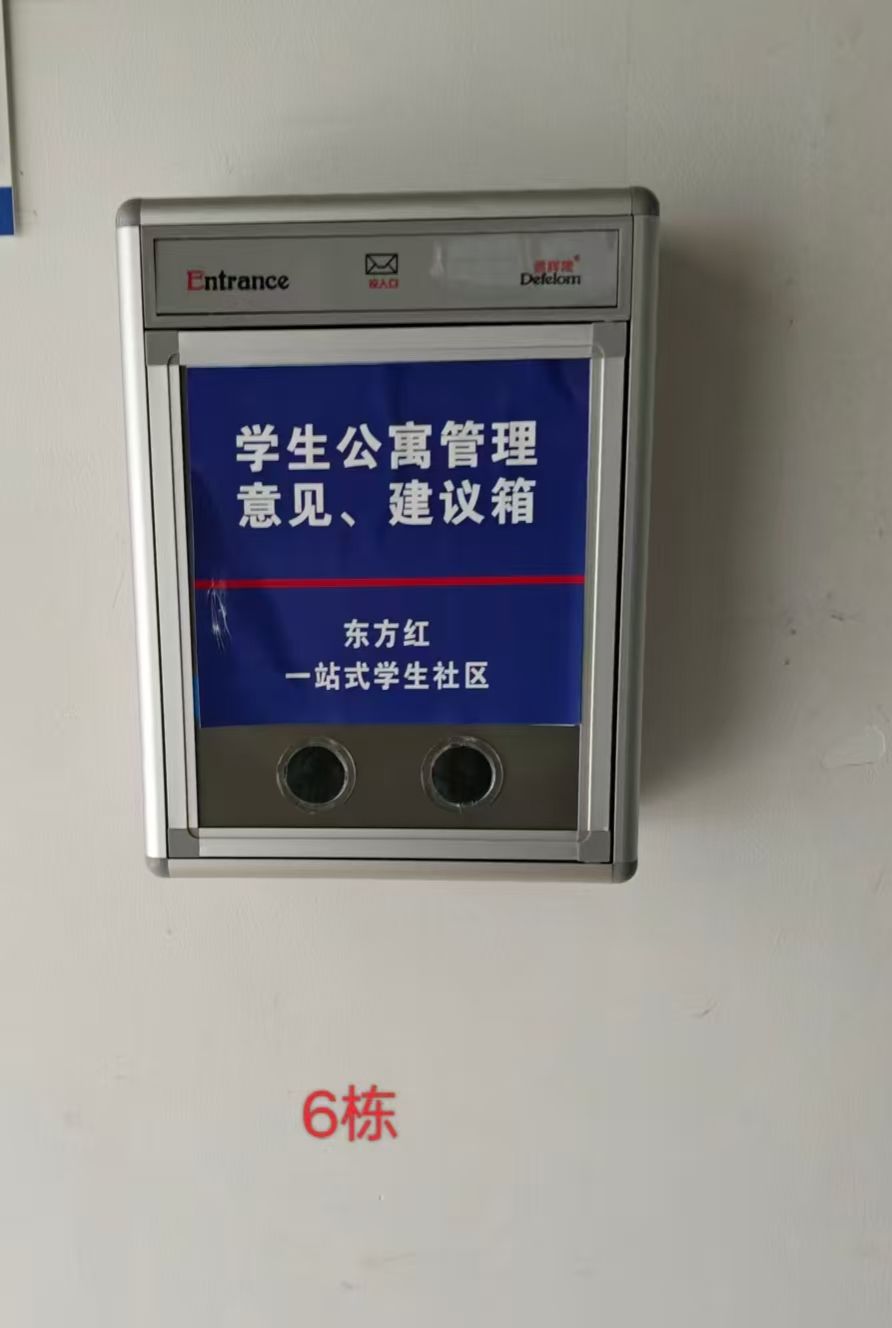 Entrance
投入口
Defelom
学生公寓管理
意见、建议箱
东方红
一站式学生社区
6栋